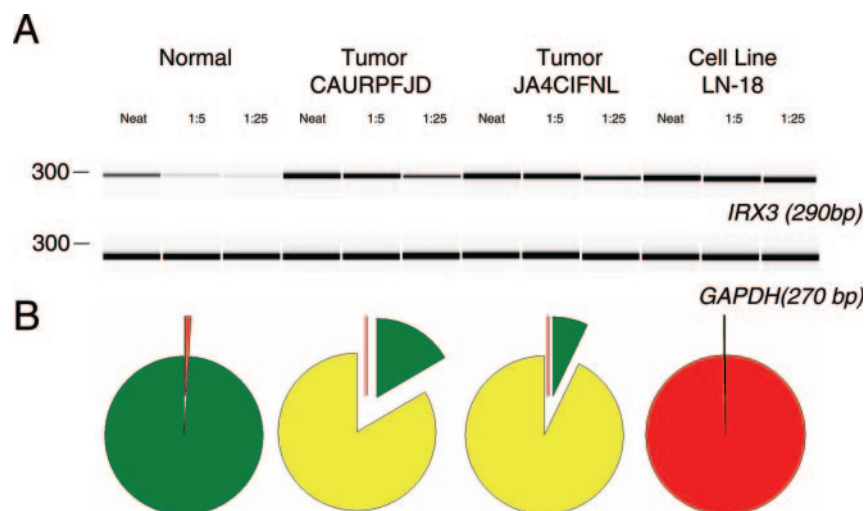 A
Normal
Tumor
CAURPFJD
Tumor
JA4CIFNL
Cell Line
LN-18
Neat 1:5 1:25 Neat 1:5 1:25 Neat 1:5 1:25 Neat 1:5 1:25
300
IRX3 (290bp)
300
GAPDH(270 bp)
B